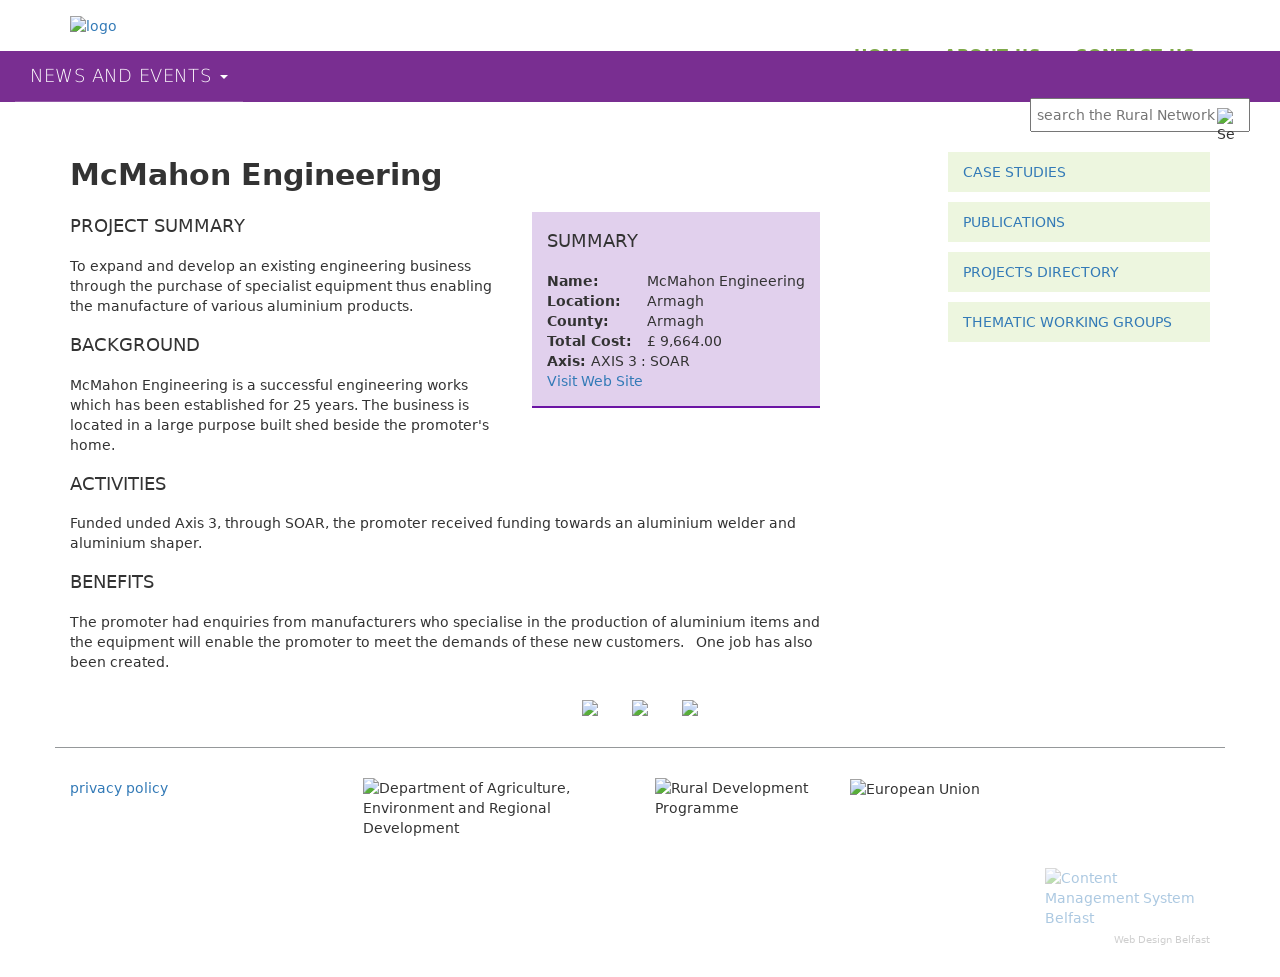 logo
HOME ABOUT US CONTACT US
NEWS AND EVENTS
search the Rural Network
Se
McMahon Engineering
PROJECT SUMMARY
To expand and develop an existing engineering business
through the purchase of specialist equipment thus enabling
the manufacture of various aluminium products.
BACKGROUND
McMahon Engineering is a successful engineering works
which has been established for 25 years. The business is
located in a large purpose built shed beside the promoter's
home.
SUMMARY
Name: McMahon Engineering
Location: Armagh
County: Armagh
Total Cost: £ 9,664.00
Axis: AXIS 3 : SOAR
Visit Web Site
ACTIVITIES
Funded unded Axis 3, through SOAR, the promoter received funding towards an aluminium welder and
aluminium shaper.
BENEFITS
The promoter had enquiries from manufacturers who specialise in the production of aluminium items and
the equipment will enable the promoter to meet the demands of these new customers. One job has also
been created.
CASE STUDIES
PUBLICATIONS
PROJECTS DIRECTORY
THEMATIC WORKING GROUPS
privacy policy
Department of Agriculture,
Environment and Regional
Development
Rural Development
Programme
European Union
Content
Management System
Belfast
Web Design Belfast